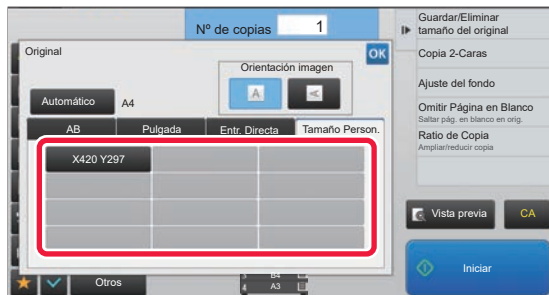 Nº de copias
1
Original
OK
Orientación imagen
A
A
Automático
A4
AB
Pulgada
Entr. Directa
Tamaño Person.
X420 Y297
Otros
B4
4
A3
Guardar/Eliminar
tamaño del original
Copia 2-Caras
Ajuste del fondo
Omitir Página en Blanco
Saltar pág. en blanco en orig.
Ratio de Copia
Ampliar/reducir copia
Vista previa
CA
Iniciar